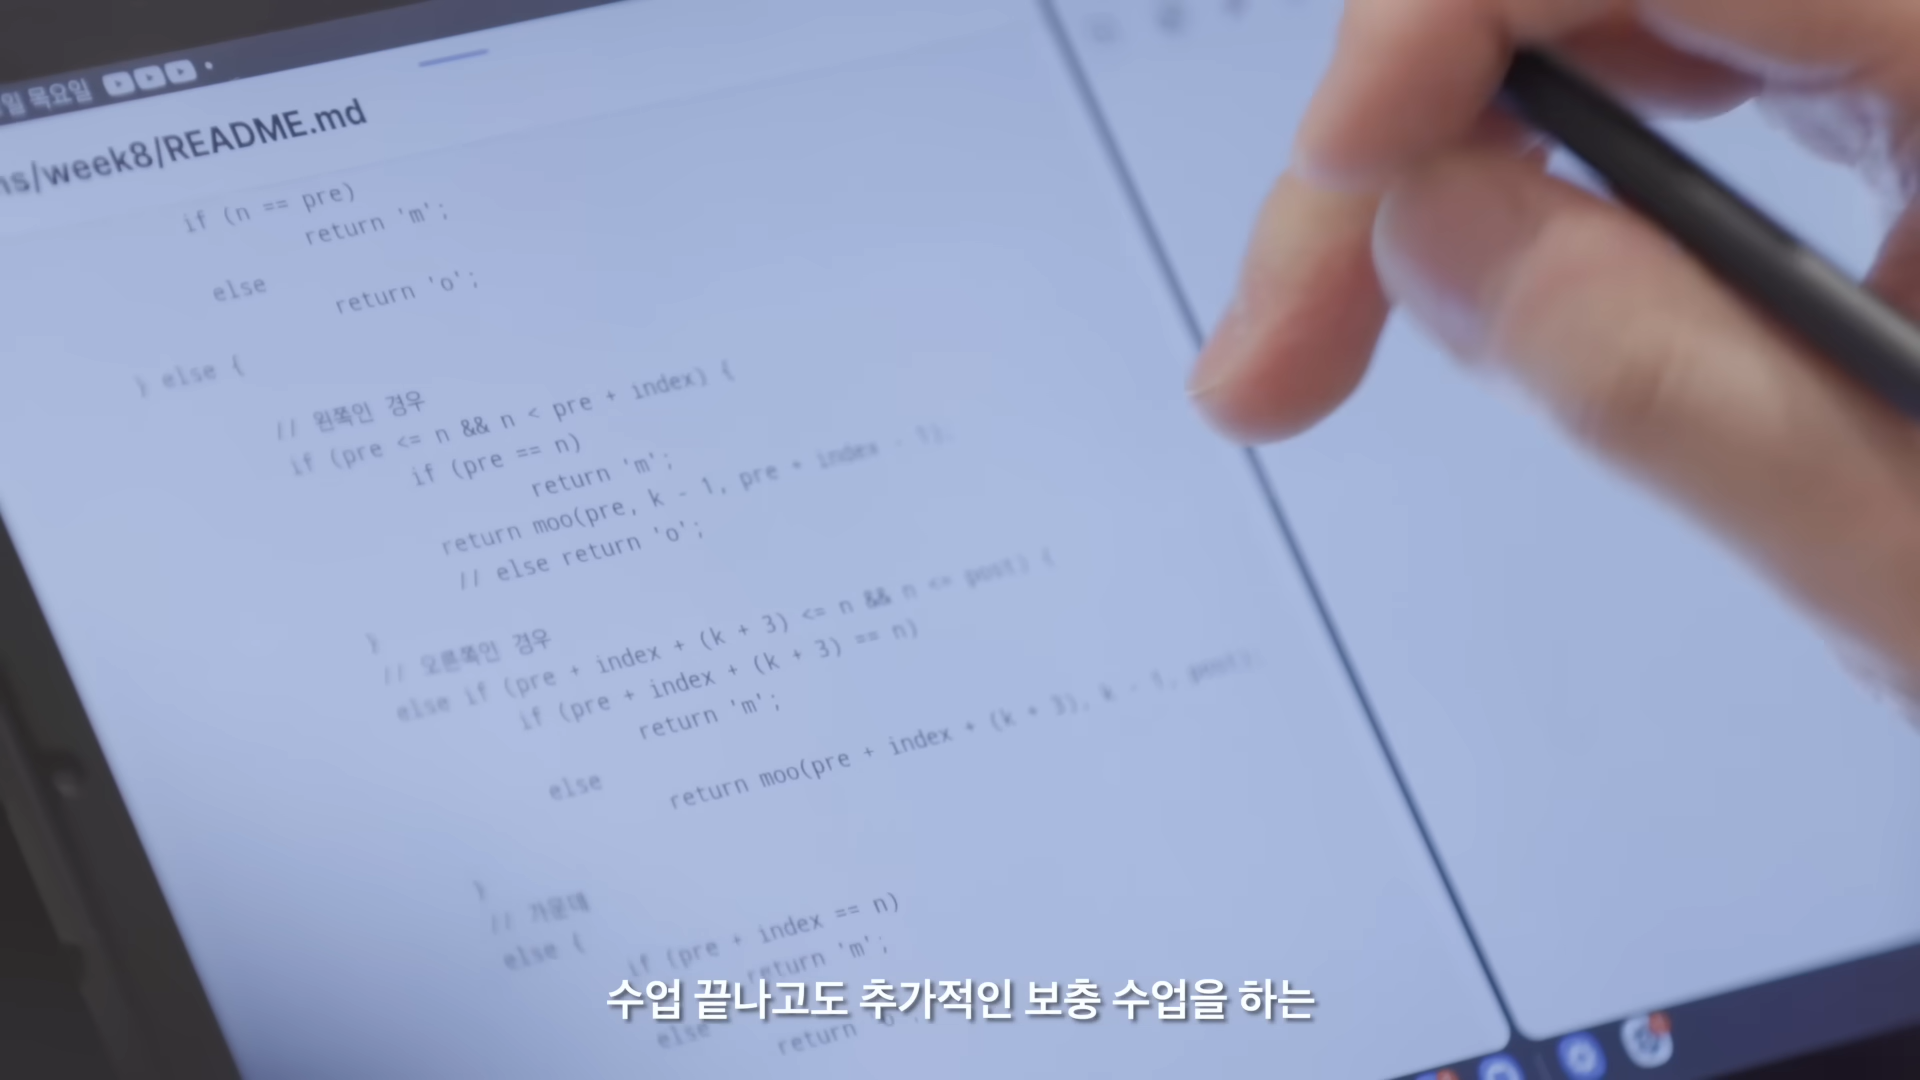 일 목요일
ns/week8/README.md
if (n == pre)
return 'm';
else
return 'o';
} else {
// 왼쪽인 경우
if (pre <= n && n < pre + index) {
if (pre == n)
return 'm';
return moo(pre, k - 1, pre + index - 1);
// else return 'o';
}
// 오른쪽인 경우
else if (pre + index + (k + 3) <= n && n <= post) {
if (pre + index + (k + 3) == n)
return 'm';
else
return moo(pre + index + (k + 3), k - 1, post);
}
// 가운데
else {
if (pre + index == n)
return 'm';
else
return 'o'
수업 끝나고도 추가적인 보충 수업을 하는